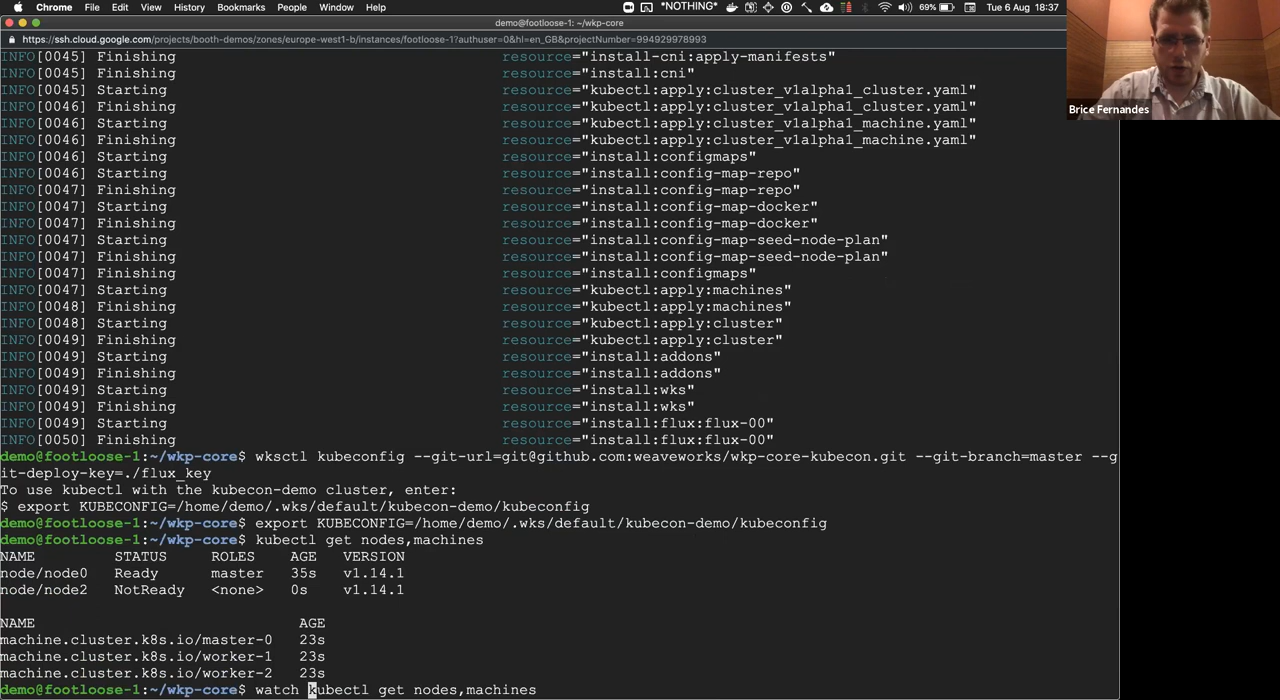 Chrome File Edit View History Bookmarks People Window Help *NOTHING* 69% Tue 6 Aug 18:37
demo@footloose-1: ~/wkp-core
https://ssh.cloud.google.com/projects/booth-demos/zones/europe-west1-b/instances/footloose-1?authuser=0&hl=en_GB&projectNumber=994929978993
INFO[0045] Finishing resource="install-cni:apply-manifests"
INFO[0045] Finishing resource="install:cni"
INFO[0045] Starting resource="kubectl:apply:cluster_v1alpha1_cluster.yaml"
INFO[0046] Finishing resource="kubectl:apply:cluster_v1alpha1_cluster.yaml"
INFO[0046] Starting resource="kubectl:apply:cluster_v1alpha1_machine.yaml"
INFO[0046] Finishing resource="kubectl:apply:cluster_v1alpha1_machine.yaml"
INFO[0046] Starting resource="install:configmaps"
INFO[0046] Starting resource="install:config-map-repo"
INFO[0047] Finishing resource="install:config-map-repo"
INFO[0047] Starting resource="install:config-map-docker"
INFO[0047] Finishing resource="install:config-map-docker"
INFO[0047] Starting resource="install:config-map-seed-node-plan"
INFO[0047] Finishing resource="install:config-map-seed-node-plan"
INFO[0047] Finishing resource="install:configmaps"
INFO[0047] Starting resource="kubectl:apply:machines"
INFO[0048] Finishing resource="kubectl:apply:machines"
INFO[0048] Starting resource="kubectl:apply:cluster"
INFO[0049] Finishing resource="kubectl:apply:cluster"
INFO[0049] Starting resource="install:addons"
INFO[0049] Finishing resource="install:addons"
INFO[0049] Starting resource="install:wks"
INFO[0049] Finishing resource="install:wks"
INFO[0049] Starting resource="install:flux:flux-00"
INFO[0050] Finishing resource="install:flux:flux-00"
demo@footloose-1:~/wkp-core$ wksctl kubeconfig --git-url=git@github.com:weaveworks/wkp-core-kubecon.git --git-branch=master --g
it-deploy-key=./flux_key
To use kubectl with the kubecon-demo cluster, enter:
$ export KUBECONFIG=/home/demo/.wks/default/kubecon-demo/kubeconfig
demo@footloose-1:~/wkp-core$ export KUBECONFIG=/home/demo/.wks/default/kubecon-demo/kubeconfig
demo@footloose-1:~/wkp-core$ kubectl get nodes,machines
NAME STATUS ROLES AGE VERSION
node/node0 Ready master 35s v1.14.1
node/node2 NotReady <none> 0s v1.14.1
NAME AGE
machine.cluster.k8s.io/master-0 23s
machine.cluster.k8s.io/worker-1 23s
machine.cluster.k8s.io/worker-2 23s
demo@footloose-1:~/wkp-core$ watch kubectl get nodes,machines
Brice Fernandes